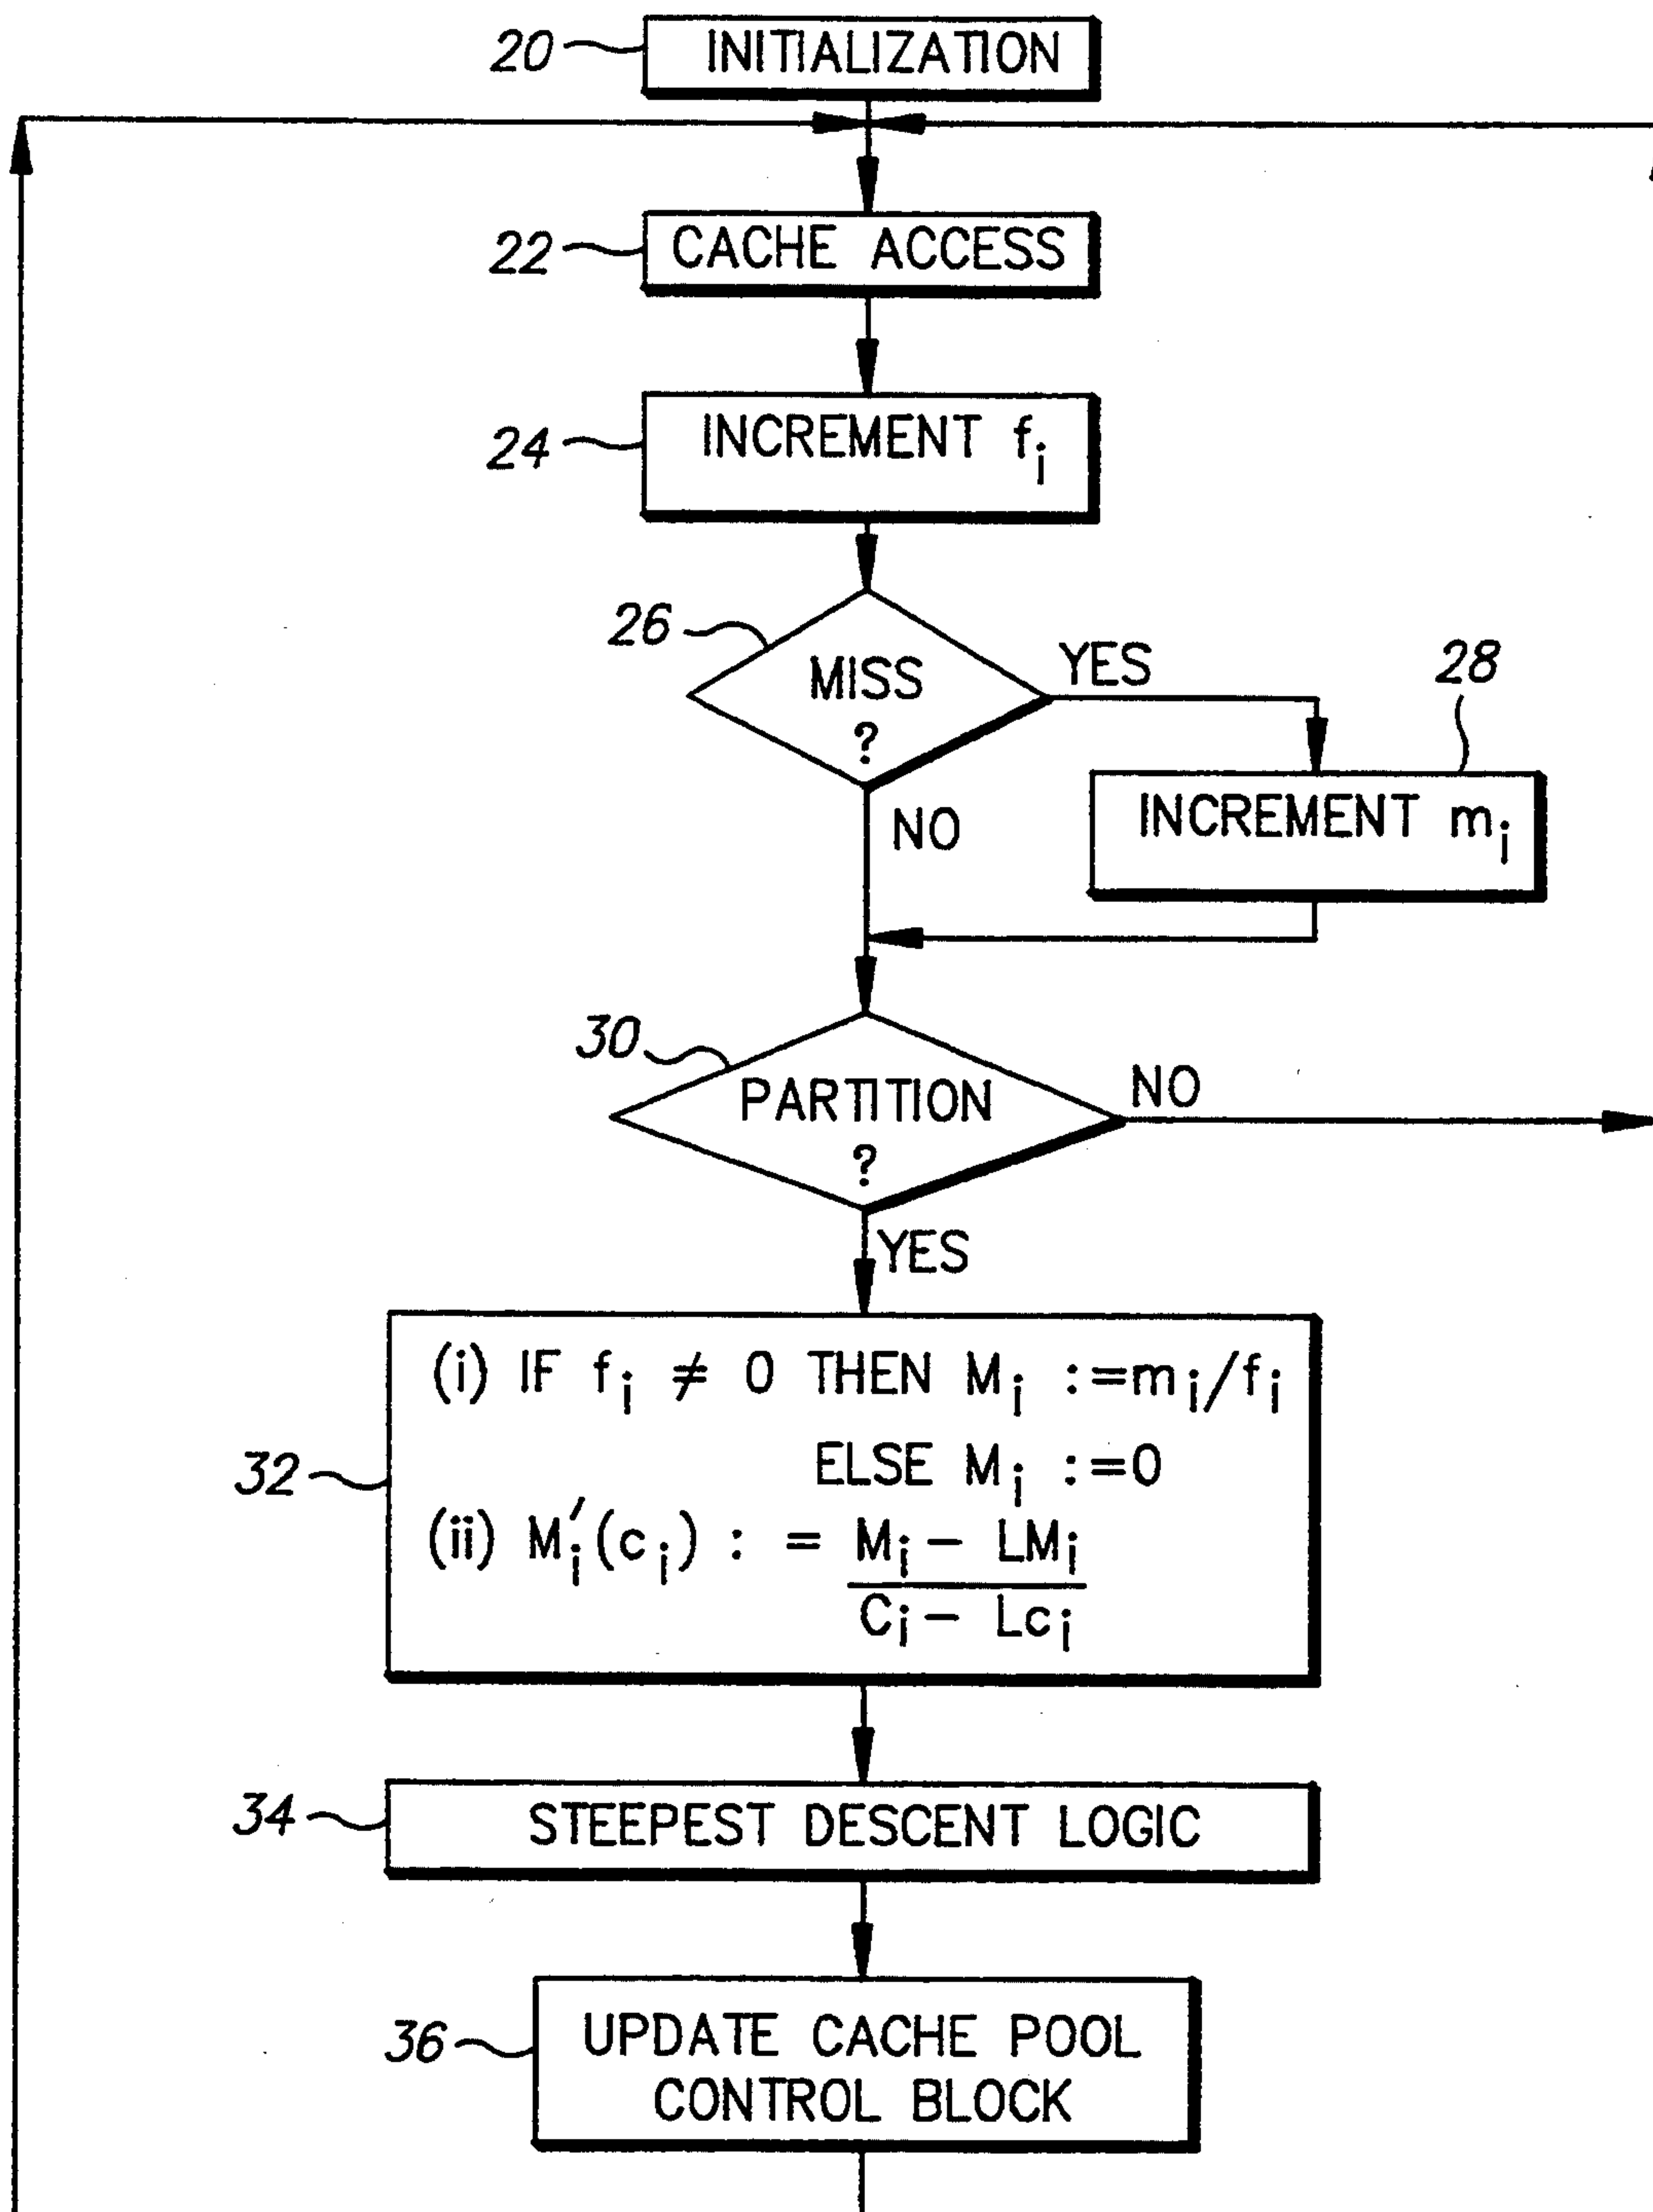 20 INITIALIZATION
22 CACHE ACCESS
24 INCREMENT fᵢ
26 MISS ? YES
28
NO
INCREMENT mᵢ
30 PARTITION ? NO
YES
32
(i) IF fᵢ ≠ 0 THEN Mᵢ :=mᵢ/fᵢ
ELSE Mᵢ :=0
(ii) M′ᵢ(cᵢ) : = Mᵢ − LMᵢ
Cᵢ − Lcᵢ
34 STEEPEST DESCENT LOGIC
36 UPDATE CACHE POOL
CONTROL BLOCK